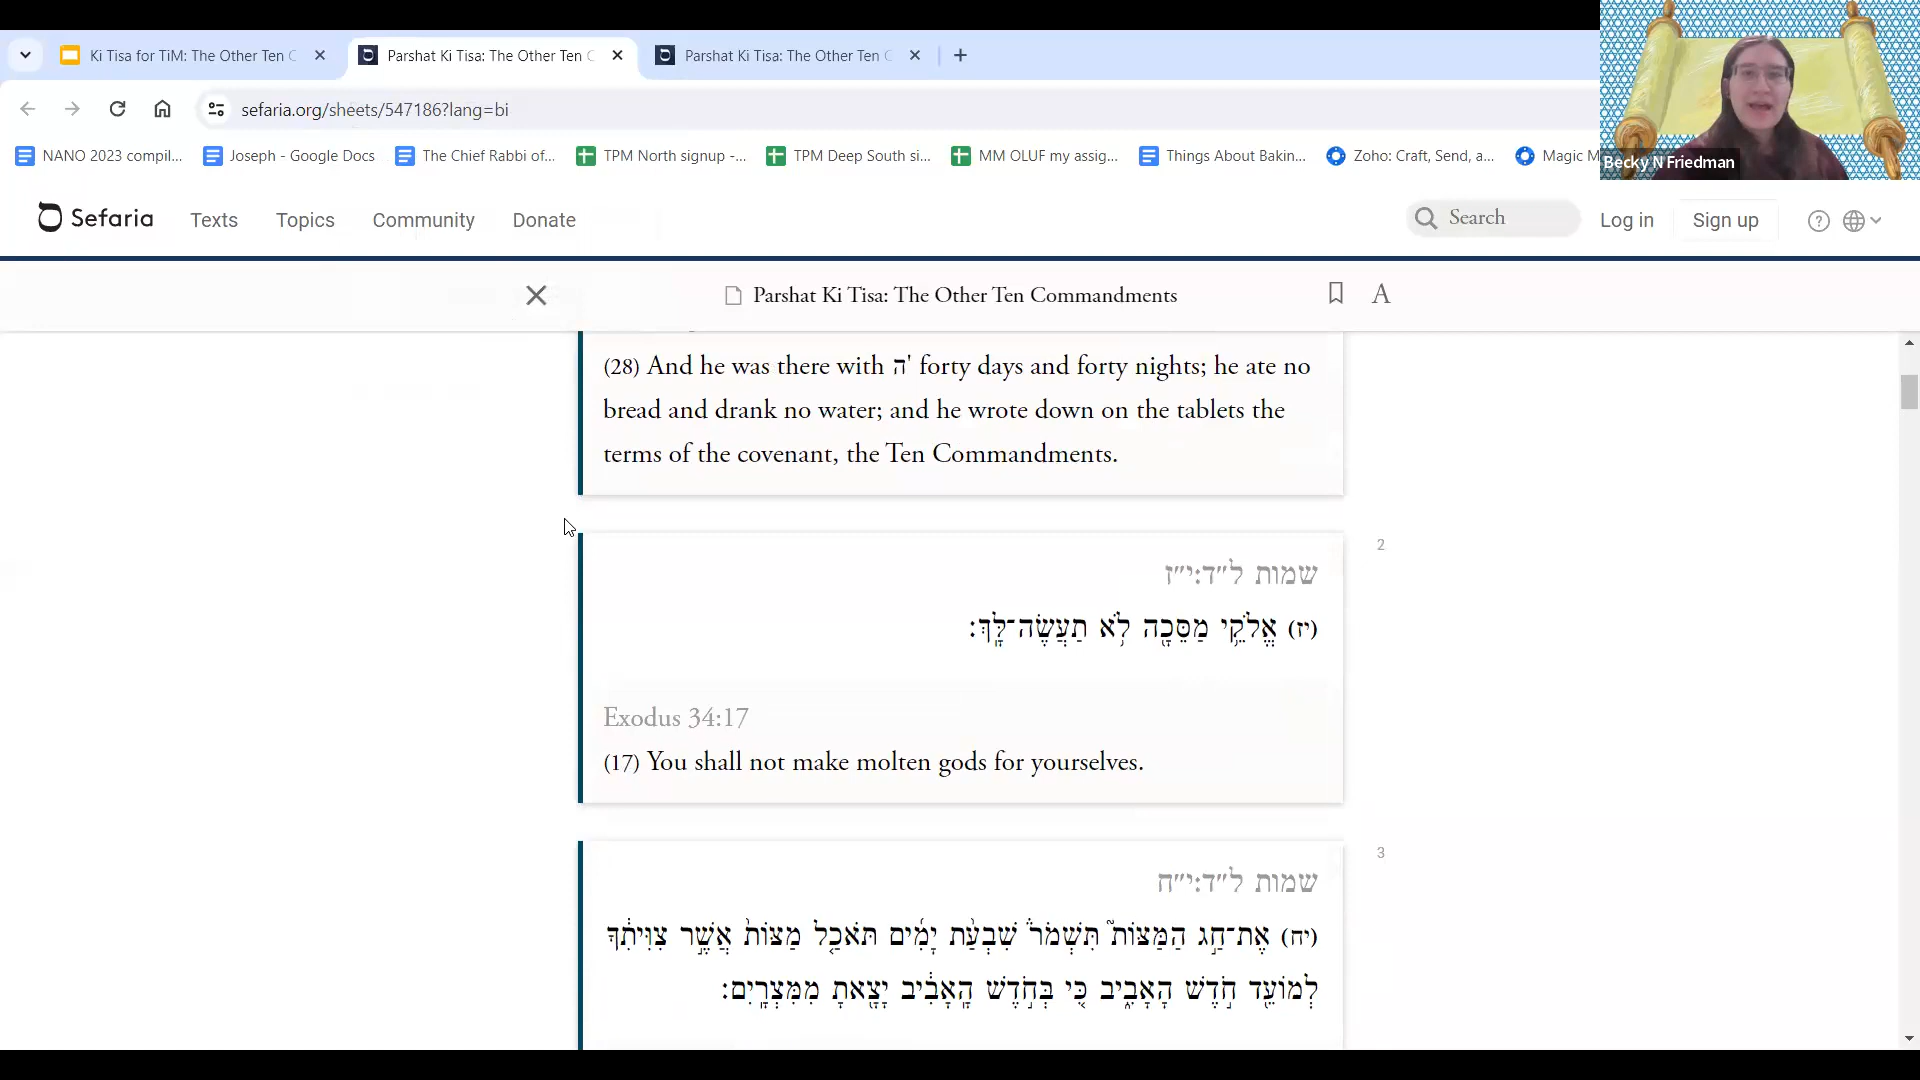 Ki Tisa for TiM: The Other Ten C
Parshat Ki Tisa: The Other Ten C
Parshat Ki Tisa: The Other Ten C
sefaria.org/sheets/547186?lang=bi
NANO 2023 compil...
Joseph - Google Docs
The Chief Rabbi of...
TPM North signup -...
TPM Deep South si...
MM OLUF my assig...
Things About Bakin...
Zoho: Craft, Send, a...
Magic M
Becky N Friedman
Sefaria
Texts
Topics
Community
Donate
Search
Log in
Sign up
Parshat Ki Tisa: The Other Ten Commandments
A
(28) And he was there with ה' forty days and forty nights; he ate no
bread and drank no water; and he wrote down on the tablets the
terms of the covenant, the Ten Commandments.
2
שמות ל״ד:י״ז
(יז) אֱלֹקֵ֥י מַסֵּכָ֖ה לֹ֥א תַעֲשֶׂה־לָּֽךְ׃
Exodus 34:17
(17) You shall not make molten gods for yourselves.
3
שמות ל״ד:י״ח
(יח) אֶת־חַ֣ג הַמַּצּוֹת֮ תִּשְׁמֹר֒ שִׁבְעַ֨ת יָמִ֜ים תֹּאכַ֤ל מַצּוֹת֙ אֲשֶׁ֣ר צִוִּיתִ֔ךָ
לְמוֹעֵ֖ד חֹ֣דֶשׁ הָאָבִ֑יב כִּ֚י בְּחֹ֣דֶשׁ הָֽאָבִ֔יב יָצָ֖אתָ מִמִּצְרָֽיִם׃